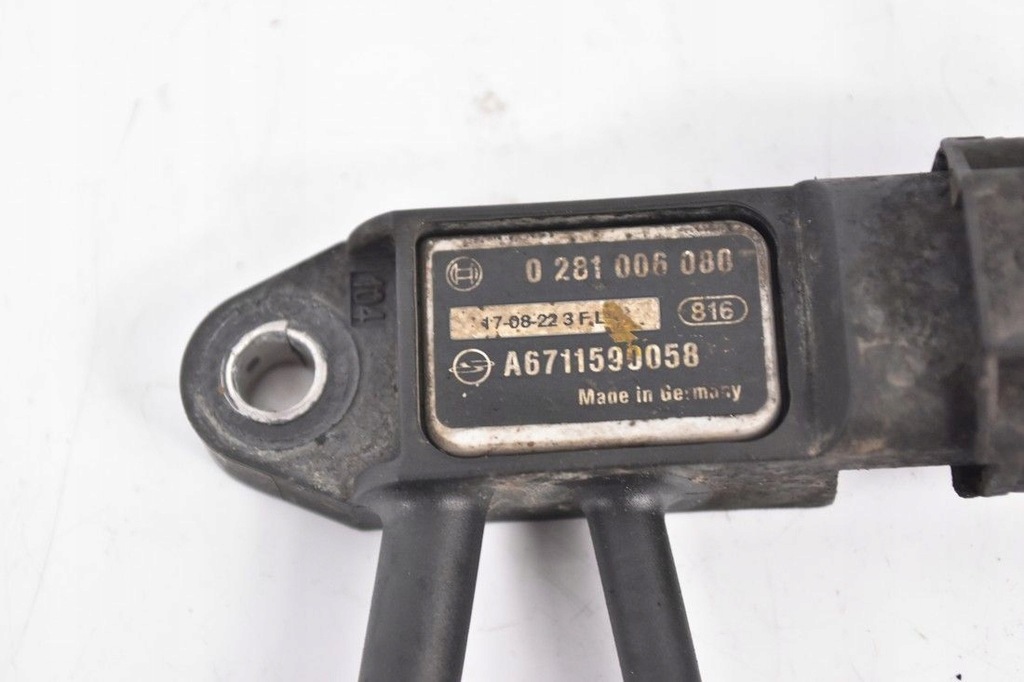 0 281 006 080
17-08-22 3 F.L
816
A6711590058
Made in Germany
104